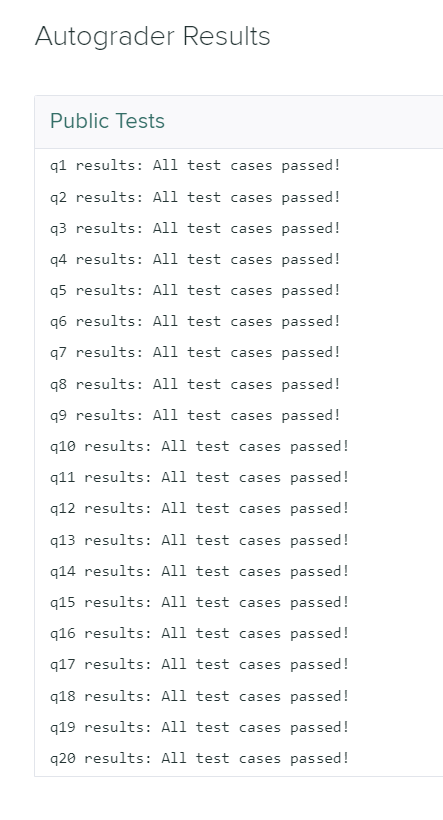 Autograder Results
Public Tests
q1 results: All test cases passed!
q2 results: All test cases passed!
q3 results: All test cases passed!
q4 results: All test cases passed!
q5 results: All test cases passed!
q6 results: All test cases passed!
q7 results: All test cases passed!
q8 results: All test cases passed!
q9 results: All test cases passed!
q10 results: All test cases passed!
q11 results: All test cases passed!
q12 results: All test cases passed!
q13 results: All test cases passed!
q14 results: All test cases passed!
q15 results: All test cases passed!
q16 results: All test cases passed!
q17 results: All test cases passed!
q18 results: All test cases passed!
q19 results: All test cases passed!
q20 results: All test cases passed!